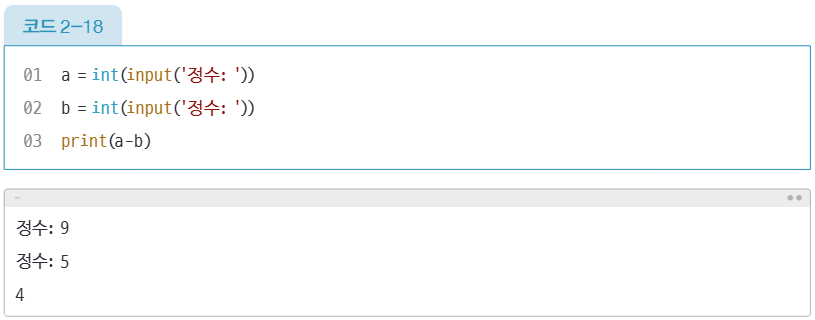 코드 2-18
01 a = int(input('정수: '))
02 b = int(input('정수: '))
03 print(a-b)
정수: 9
정수: 5
4